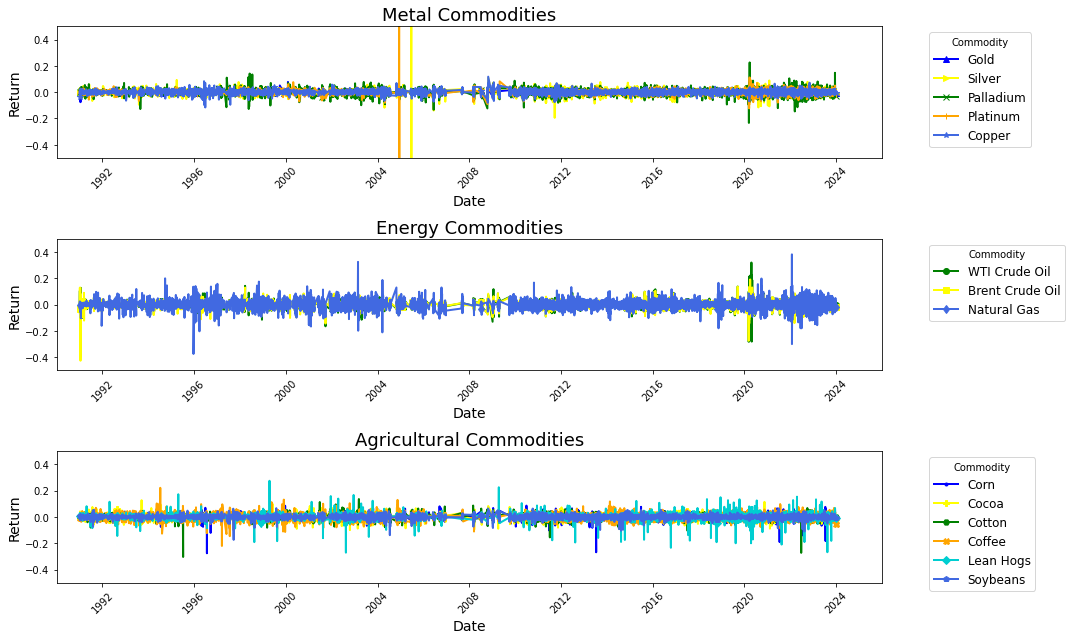 Metal Commodities
Return
0.4
0.2
0.0
−0.2
−0.4
1992 1996 2000 2004 2008 2012 2016 2020 2024
Date
Commodity
Gold
Silver
Palladium
Platinum
Copper
Energy Commodities
Return
0.4
0.2
0.0
−0.2
−0.4
1992 1996 2000 2004 2008 2012 2016 2020 2024
Date
Commodity
WTI Crude Oil
Brent Crude Oil
Natural Gas
Agricultural Commodities
Return
0.4
0.2
0.0
−0.2
−0.4
1992 1996 2000 2004 2008 2012 2016 2020 2024
Date
Commodity
Corn
Cocoa
Cotton
Coffee
Lean Hogs
Soybeans